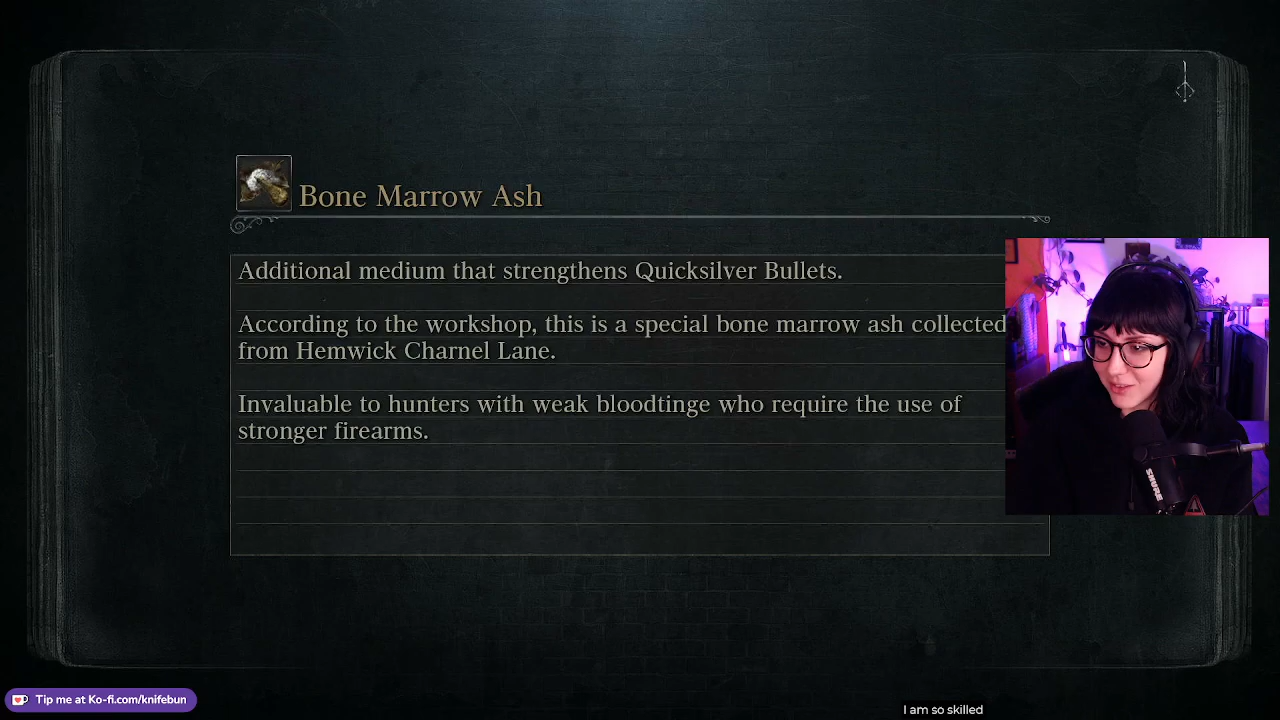 Bone Marrow Ash
Additional medium that strengthens Quicksilver Bullets.
According to the workshop, this is a special bone marrow ash collected
from Hemwick Charnel Lane.
Invaluable to hunters with weak bloodtinge who require the use of
stronger firearms.
SHURE
Tip me at Ko-fi.com/knifebun
I am so skilled